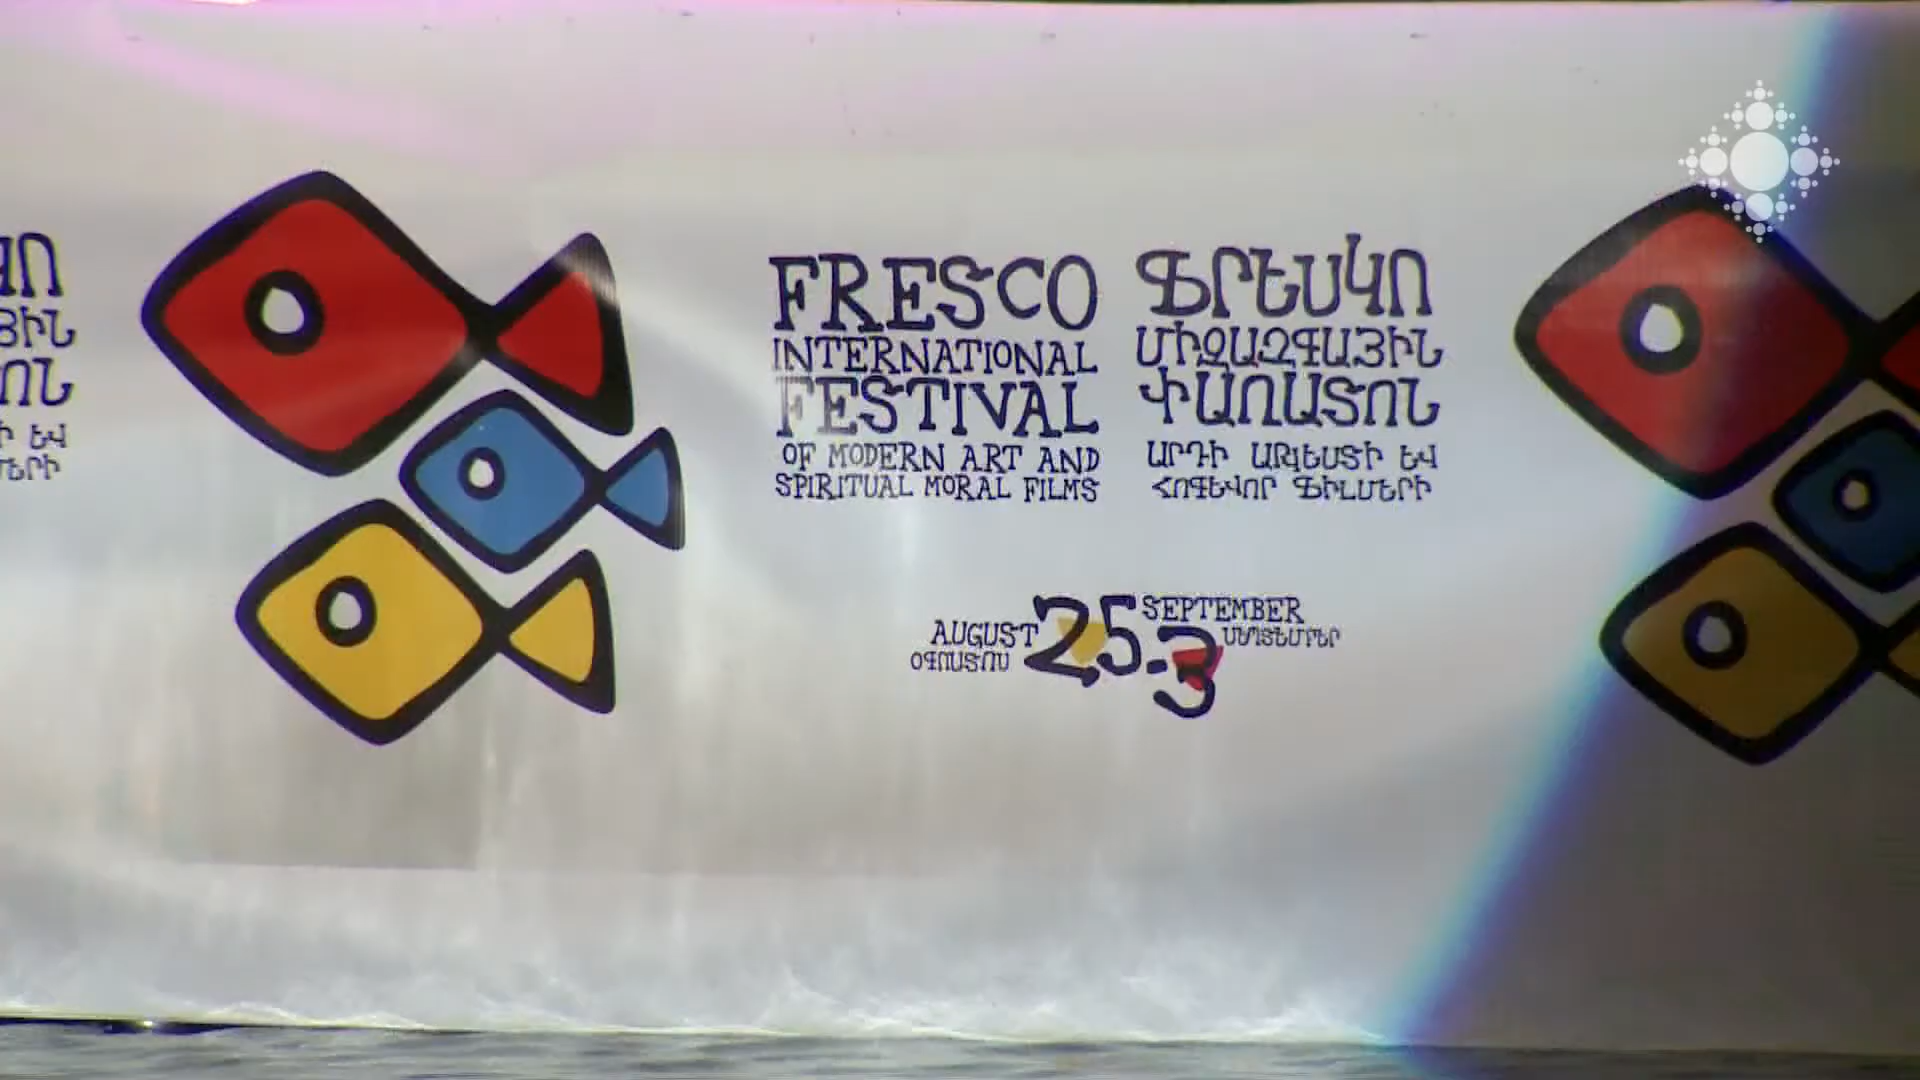 FRESCO
INTERNATIONAL
FESTIVAL
OF MODERN ART AND
SPIRITUAL MORAL FILMS
ՖՐԵՍԿՈ
ՄԻՋԱԶԳԱՅԻՆ
ՓԱՌԱՏՈՆ
ԱՐԴԻ ԱՐՎԵՍՏԻ ԵՎ
ՀՈԳԵՎՈՐ ՖԻԼՄԵՐԻ
AUGUST 25-3 SEPTEMBER
ՕԳՈՍՏՈՍ ՍԵՊՏԵՄԲԵՐ